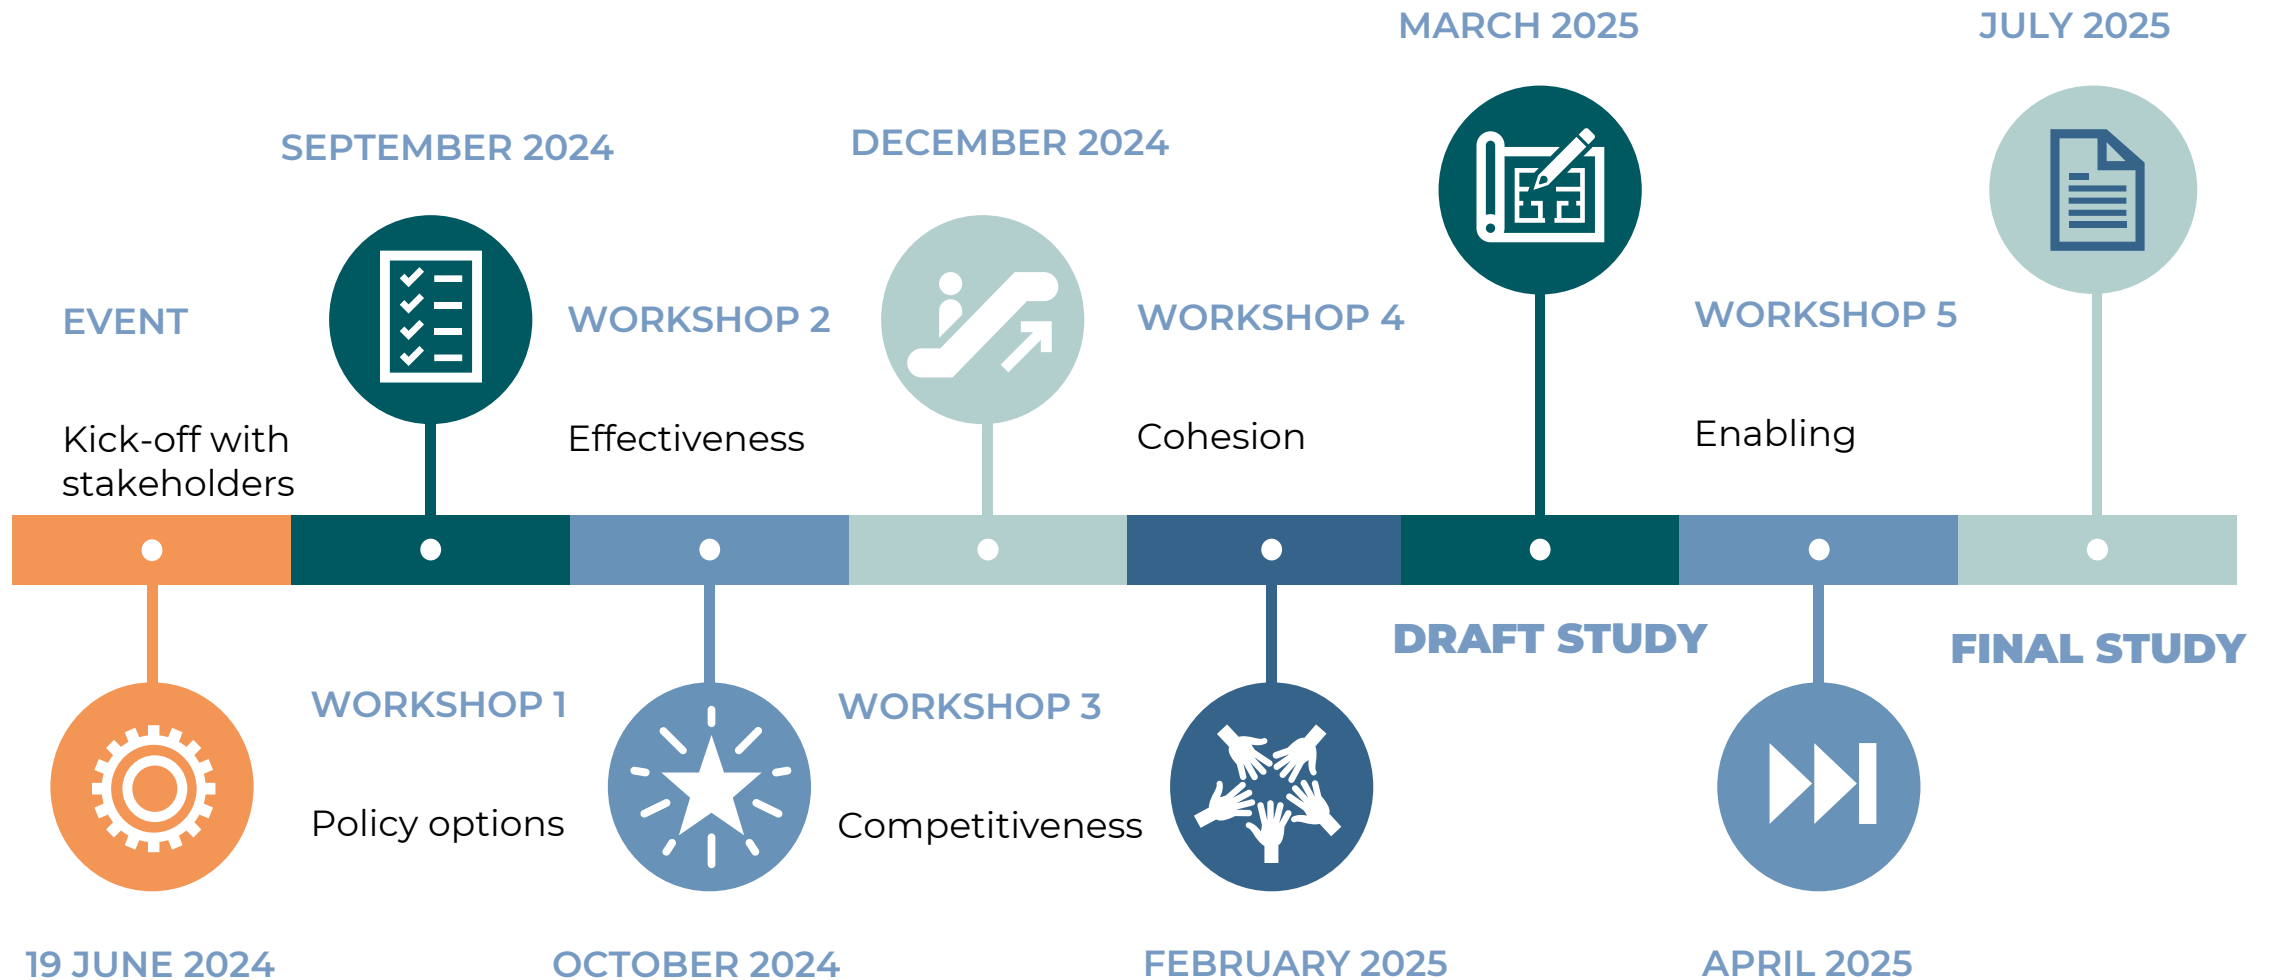 MARCH 2025
JULY 2025
SEPTEMBER 2024
DECEMBER 2024
EVENT
WORKSHOP 2
WORKSHOP 4
WORKSHOP 5
Kick-off with
stakeholders
Effectiveness
Cohesion
Enabling
DRAFT STUDY
FINAL STUDY
WORKSHOP 1
WORKSHOP 3
Policy options
Competitiveness
19 JUNE 2024
OCTOBER 2024
FEBRUARY 2025
APRIL 2025